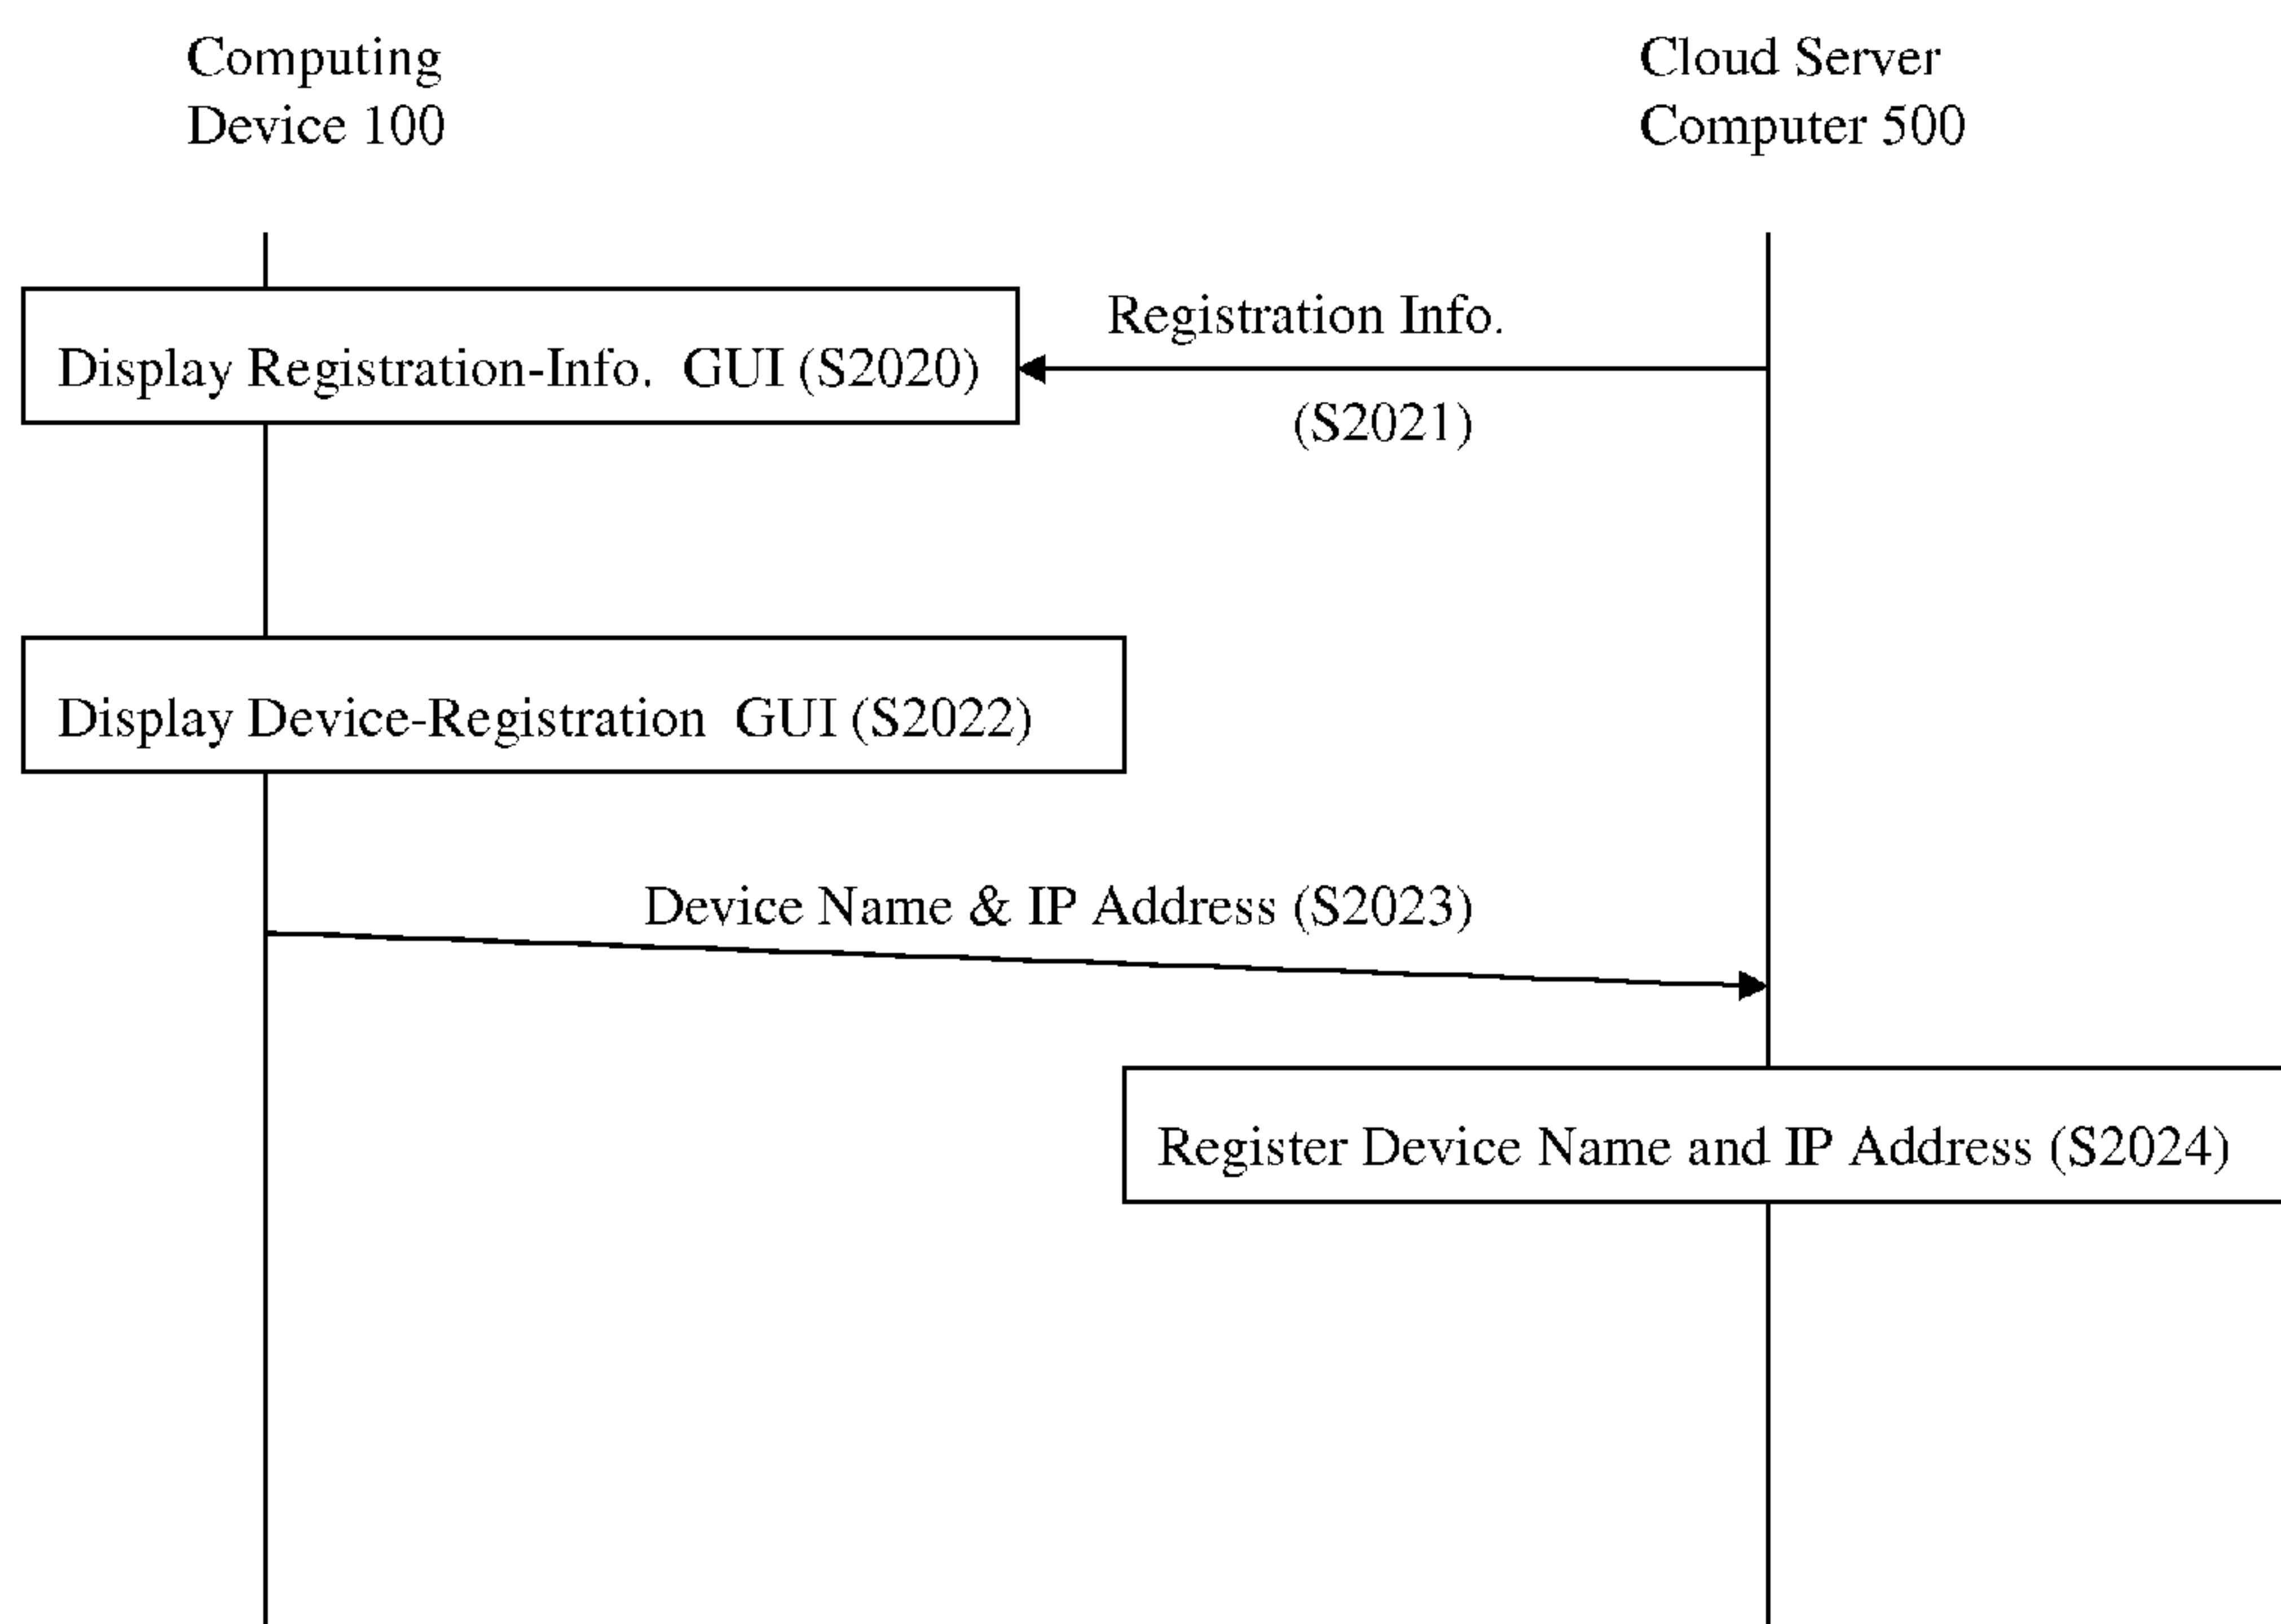 Computing
Device 100
Cloud Server
Computer 500
Registration Info.
Display Registration-Info. GUI (S2020)
(S2021)
Display Device-Registration GUI (S2022)
Device Name & IP Address (S2023)
Register Device Name and IP Address (S2024)